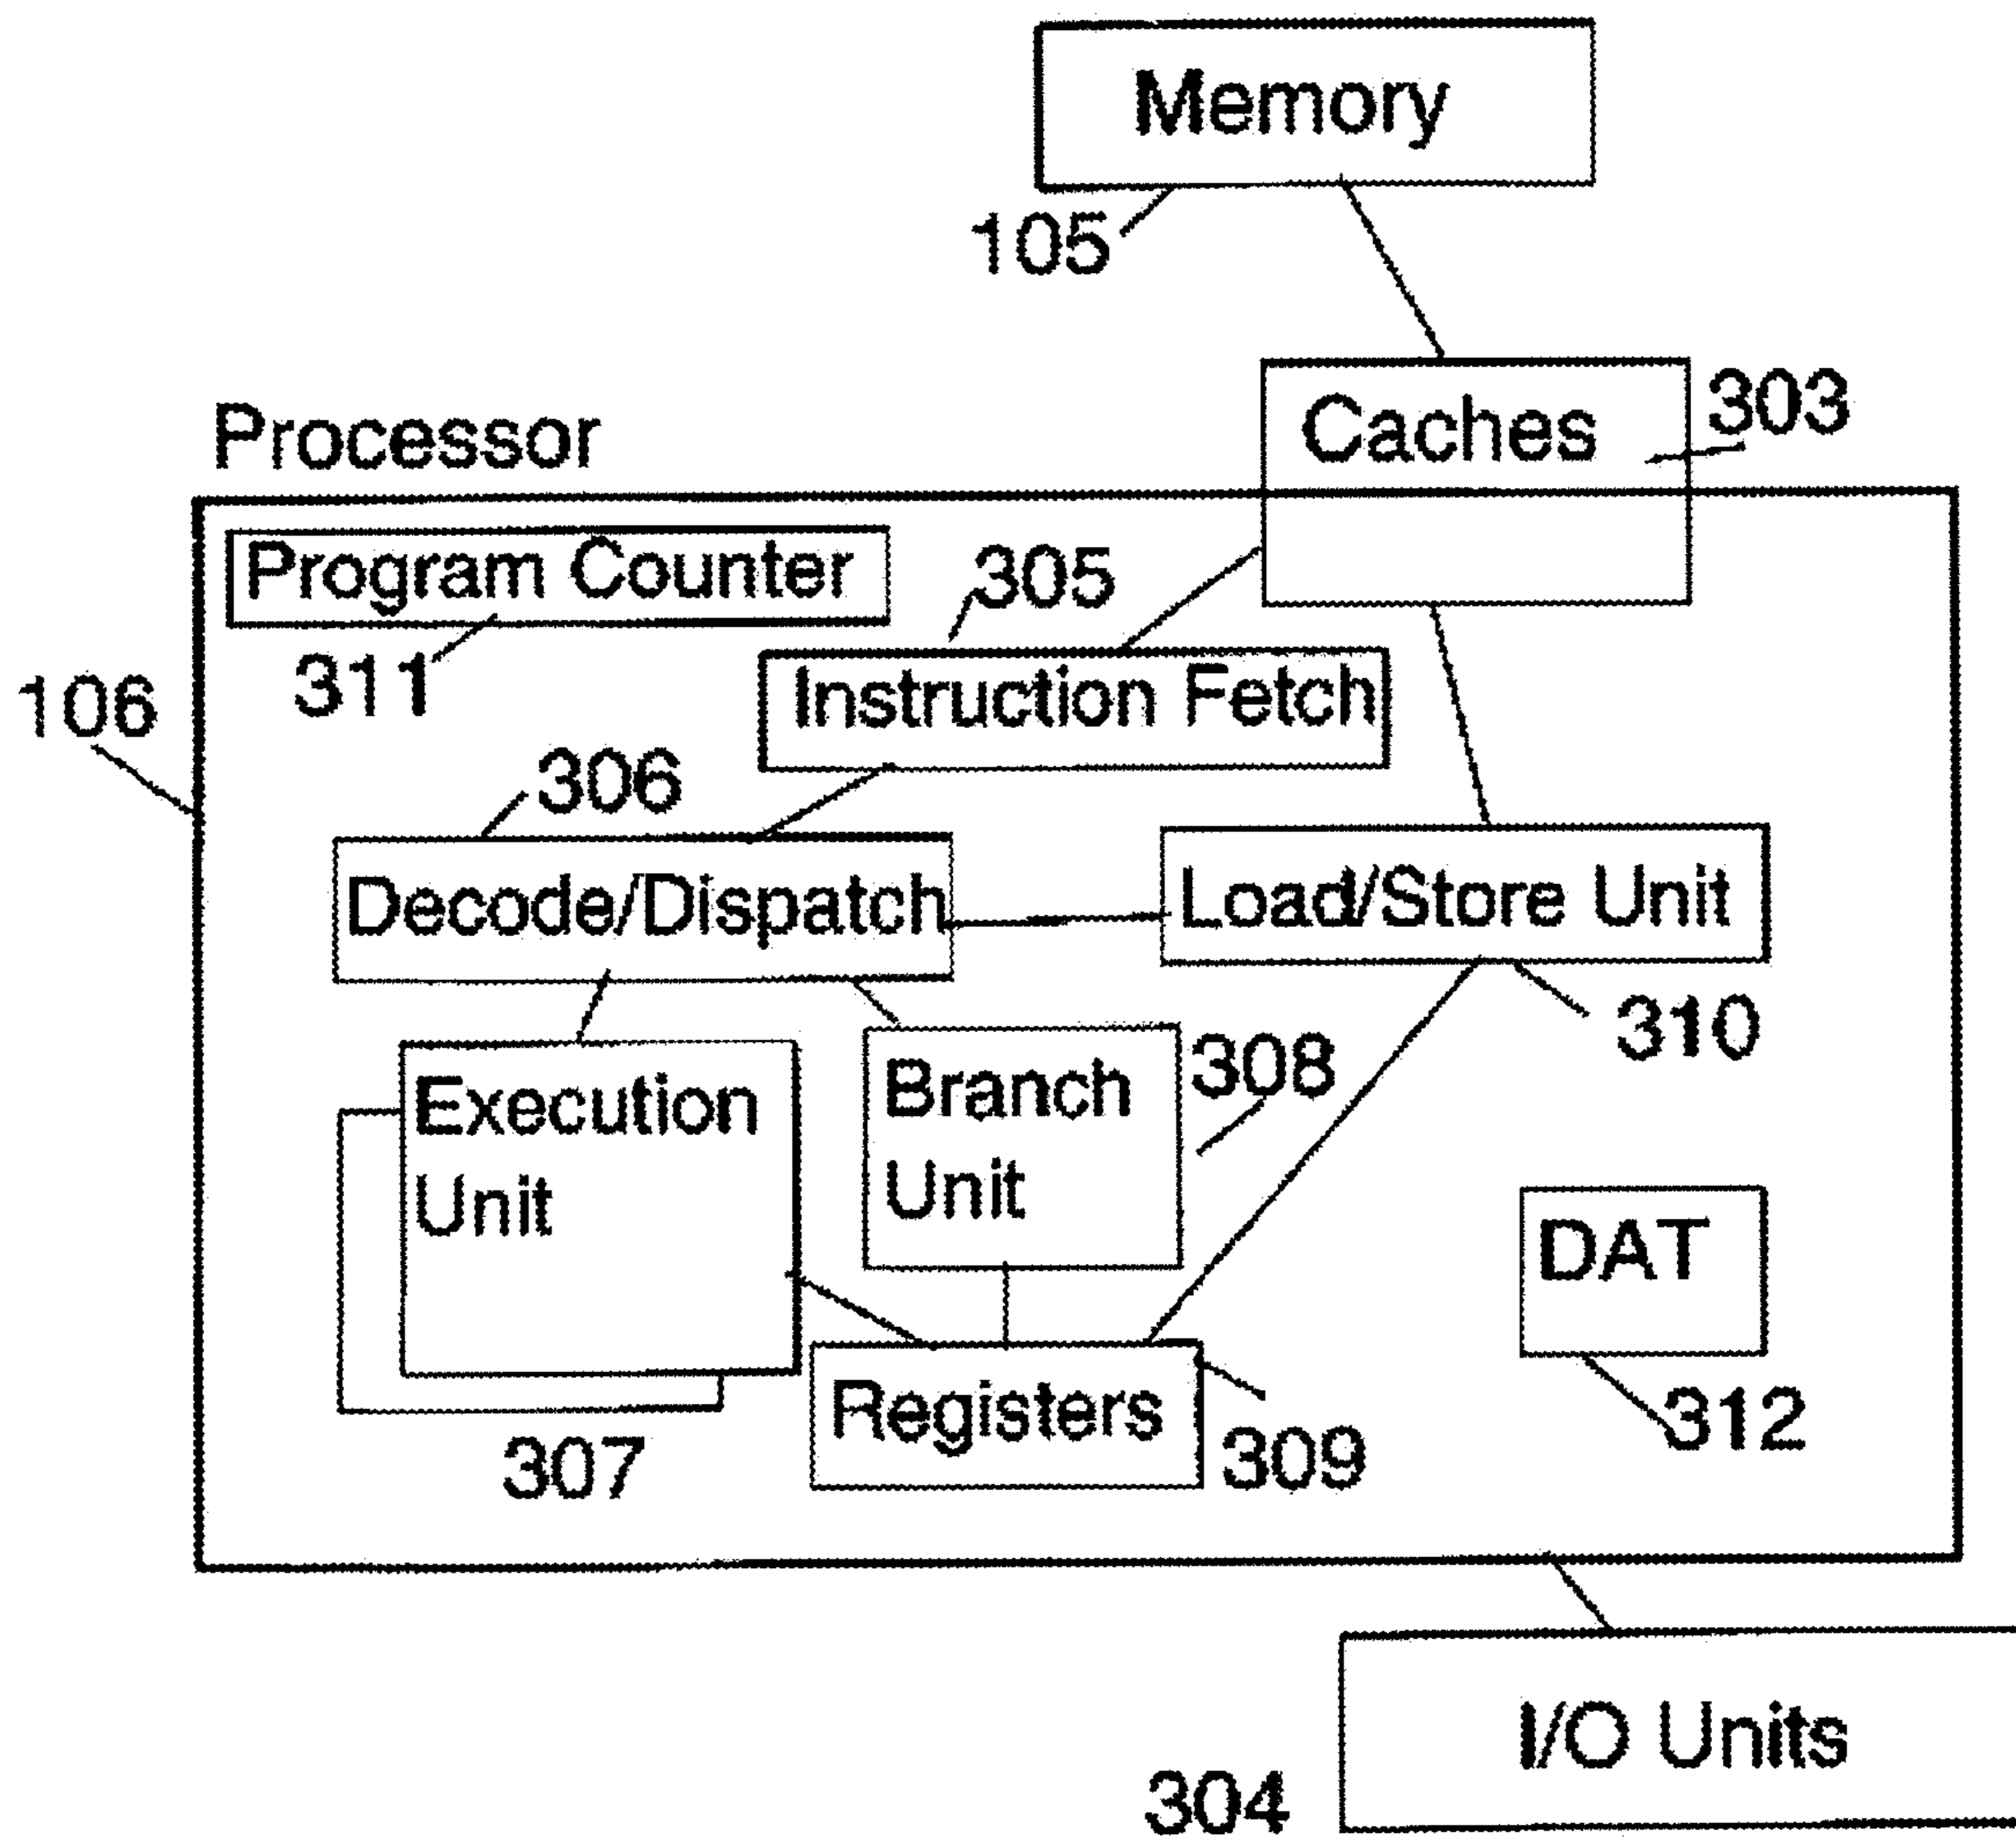 Memory
105
Caches
303
Processor
Program Counter
305
311
Instruction Fetch
106
306
Decode/Dispatch
Load/Store Unit
310
Execution
Unit
Branch
Unit
308
DAT
312
Registers
309
307
I/O Units
304